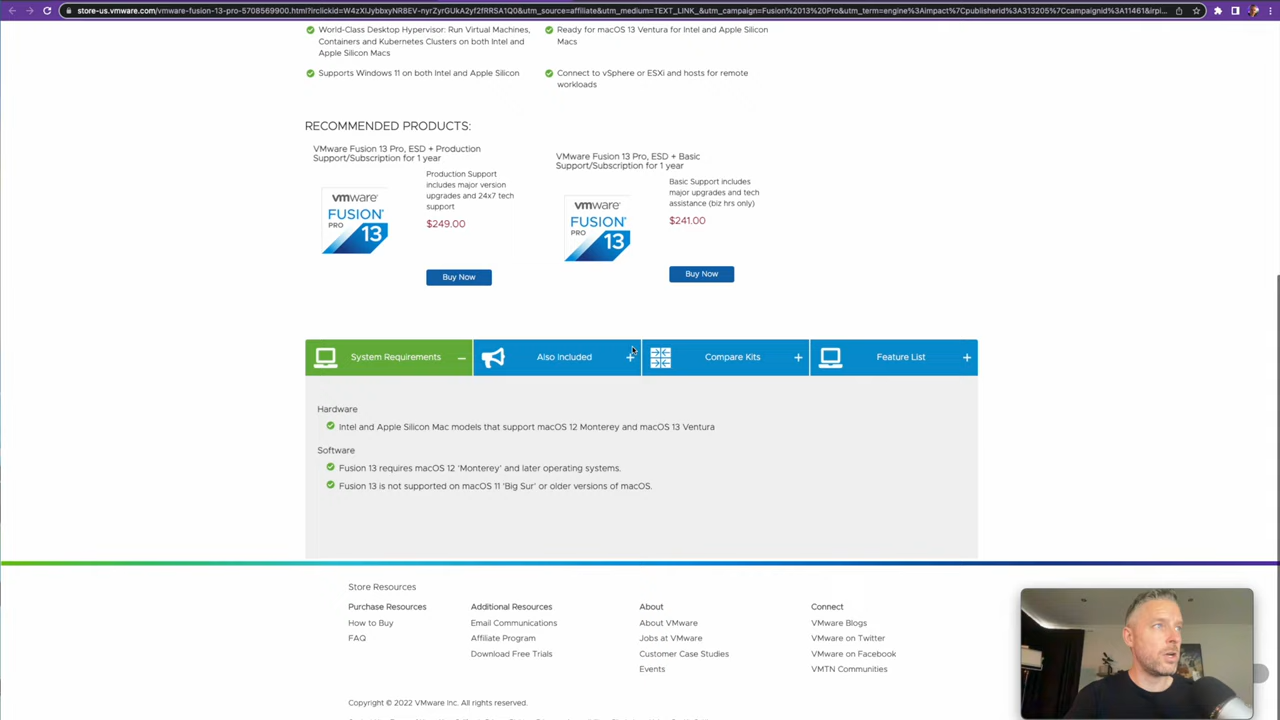 store-us.vmware.com/vmware-fusion-13-pro-5708569900.html?irclickid=W4zXIJybbxyNR8EV-nyrZyrGUkA2yf2fRRSA1Q0&utm_source=affiliate&utm_medium=TEXT_LINK_&utm_campaign=Fusion%2013%20Pro&utm_term=engine%3Aimpact%7Cpublisherid%3A313205%7Ccampaignid%3A11461&irpi...
World-Class Desktop Hypervisor: Run Virtual Machines,
Containers and Kubernetes Clusters on both Intel and
Apple Silicon Macs
Ready for macOS 13 Ventura for Intel and Apple Silicon
Macs
Supports Windows 11 on both Intel and Apple Silicon
Connect to vSphere or ESXi and hosts for remote
workloads
RECOMMENDED PRODUCTS:
VMware Fusion 13 Pro, ESD + Production
Support/Subscription for 1 year
vmware
FUSION
PRO
13
Production Support
includes major version
upgrades and 24x7 tech
support
$249.00
Buy Now
VMware Fusion 13 Pro, ESD + Basic
Support/Subscription for 1 year
vmware
FUSION
PRO
13
Basic Support includes
major upgrades and tech
assistance (biz hrs only)
$241.00
Buy Now
System Requirements
Also Included
Compare Kits
Feature List
Hardware
Intel and Apple Silicon Mac models that support macOS 12 Monterey and macOS 13 Ventura
Software
Fusion 13 requires macOS 12 'Monterey' and later operating systems.
Fusion 13 is not supported on macOS 11 'Big Sur' or older versions of macOS.
Store Resources
Purchase Resources
How to Buy
FAQ
Additional Resources
Email Communications
Affiliate Program
Download Free Trials
About
About VMware
Jobs at VMware
Customer Case Studies
Events
Connect
VMware Blogs
VMware on Twitter
VMware on Facebook
VMTN Communities
Copyright © 2022 VMware Inc. All rights reserved.